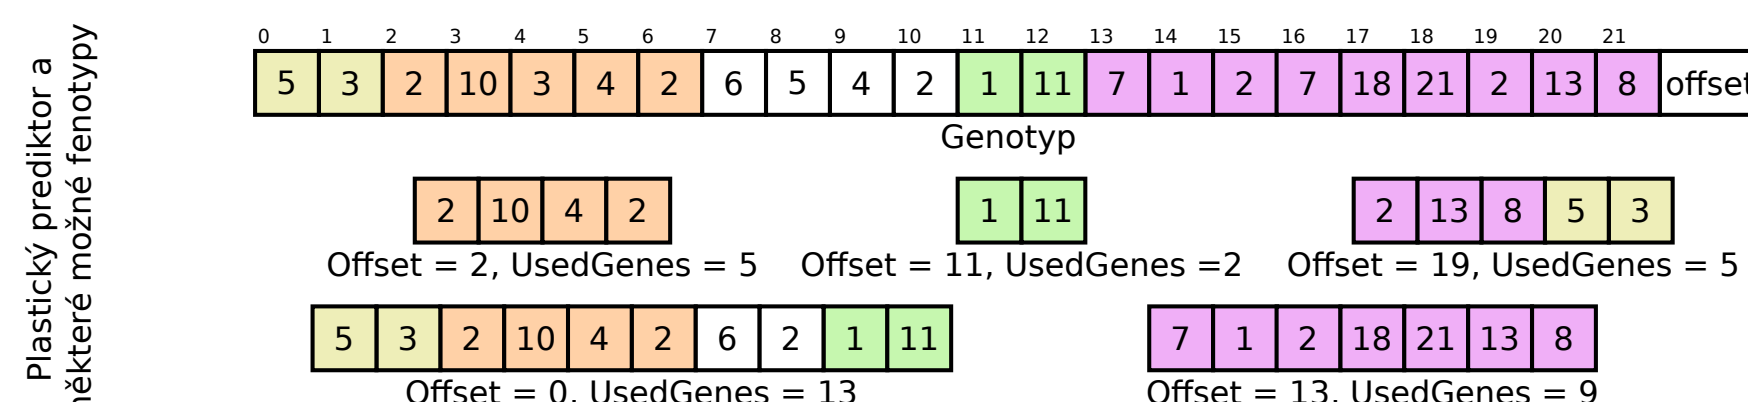 Plastický prediktor a
některé možné fenotypy
0 1 2 3 4 5 6 7 8 9 10 11 12 13 14 15 16 17 18 19 20 21
5 3 2 10 3 4 2 6 5 4 2 1 11 7 1 2 7 18 21 2 13 8 offset
Genotyp
2 10 4 2 1 11 2 13 8 5 3
Offset = 2, UsedGenes = 5 Offset = 11, UsedGenes =2 Offset = 19, UsedGenes = 5
5 3 2 10 4 2 6 2 1 11 7 1 2 18 21 13 8
Offset = 0, UsedGenes = 13 Offset = 13, UsedGenes = 9